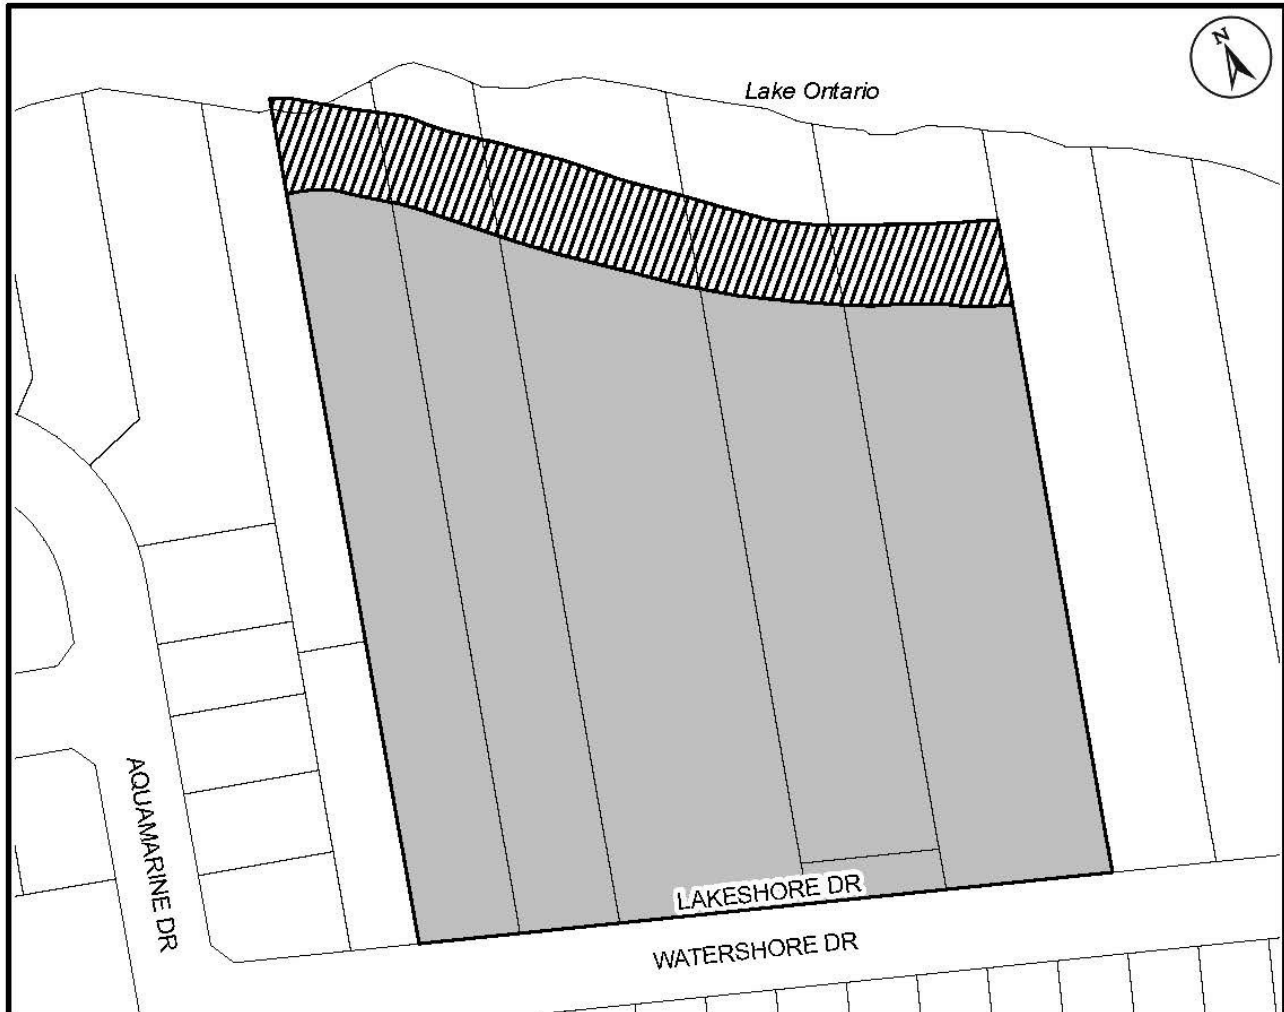 N
Lake Ontario
AQUAMARINE DR
LAKESHORE DR
WATERSHORE DR